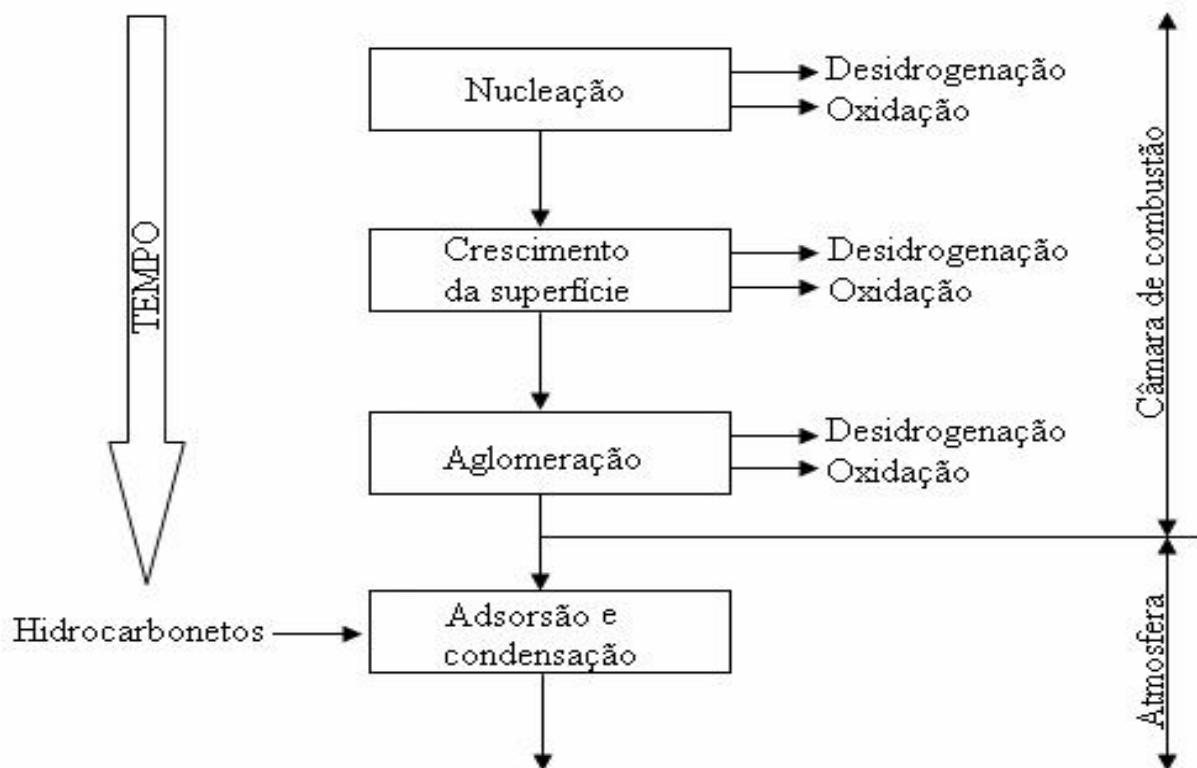 Nucleação
Desidrogenação
Oxidação
TEMPO
Crescimento
da superfície
Desidrogenação
Oxidação
Câmara de combustão
Aglomeração
Desidrogenação
Oxidação
Hidrocarbonetos
Adsorsão e
condensação
Atmosfera